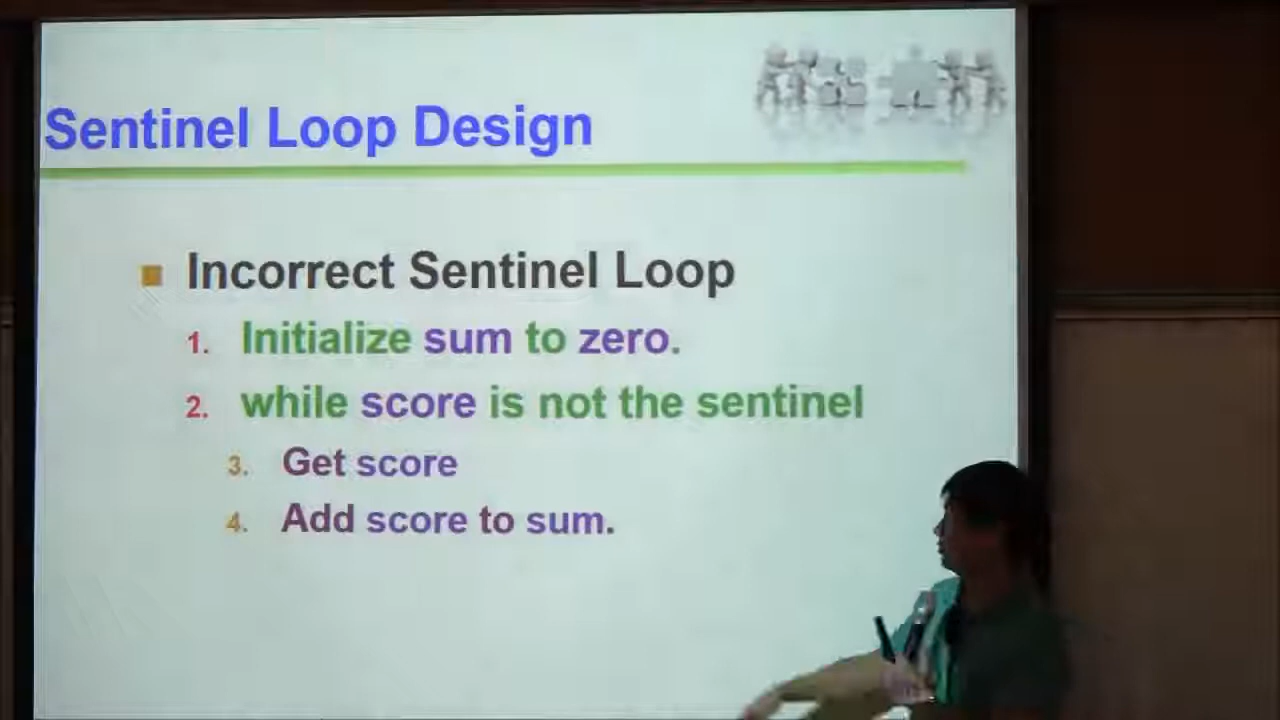 Sentinel Loop Design
Incorrect Sentinel Loop
1. Initialize sum to zero.
2. while score is not the sentinel
3. Get score
4. Add score to sum.